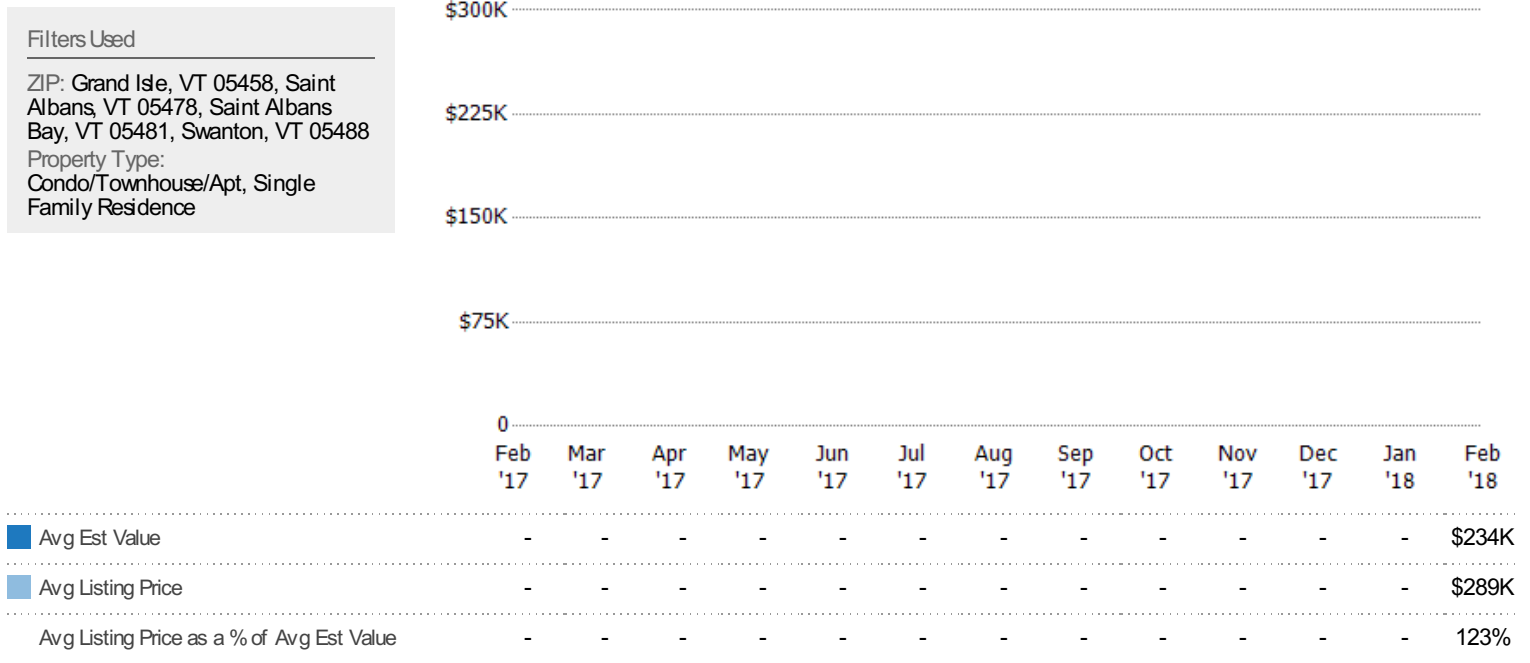 Filters Used
ZIP: Grand Isle, VT 05458, Saint
Albans, VT 05478, Saint Albans
Bay, VT 05481, Swanton, VT 05488
Property Type:
Condo/Townhouse/Apt, Single
Family Residence
$300K
$225K
$150K
$75K
0
Feb Mar Apr May Jun Jul Aug Sep Oct Nov Dec Jan Feb
'17 '17 '17 '17 '17 '17 '17 '17 '17 '17 '17 '18 '18
Avg Est Value - - - - - - - - - - - - $234K
Avg Listing Price - - - - - - - - - - - - $289K
Avg Listing Price as a % of Avg Est Value - - - - - - - - - - - - 123%